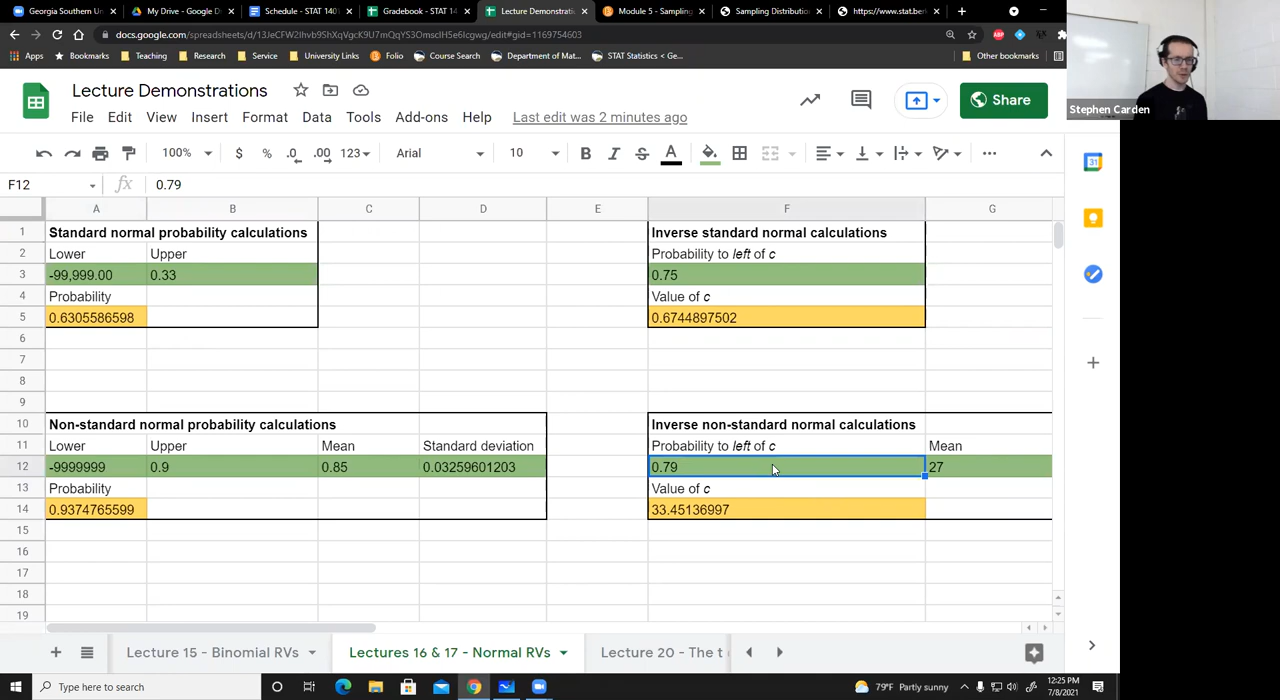 Georgia Southern Uni
My Drive - Google D
Schedule - STAT 1401
Gradebook - STAT 14
Lecture Demonstrati
Module 5 - Sampling
Sampling Distribution
https://www.stat.ber
docs.google.com/spreadsheets/d/
Apps
Bookmarks
Teaching
Research
Service
University Links
Folio
Course Search
Department of Mat...
STAT Statistics < Ge...
Other bookmarks
Lecture Demonstrations
Share
File Edit View Insert Format Data Tools Add-ons Help Last edit was 2 minutes ago
100% $ % .0 .00 123 Arial 10 B I S A
F12 fx 0.79
A B C D E F G
1 Standard normal probability calculations Inverse standard normal calculations
2 Lower Upper Probability to left of c
3 -99,999.00 0.33 0.75
4 Probability Value of c
5 0.6305586598 0.6744897502
6
7
8
9
10 Non-standard normal probability calculations Inverse non-standard normal calculations
11 Lower Upper Mean Standard deviation Probability to left of c Mean
12 -9999999 0.9 0.85 0.03259601203 0.79 27
13 Probability Value of c
14 0.9374765599 33.45136997
15
16
17
18
19
Lecture 15 - Binomial RVs
Lectures 16 & 17 - Normal RVs
Lecture 20 - The t
Type here to search
79°F Partly sunny
12:25 PM
7/8/2021
Stephen Carden
31